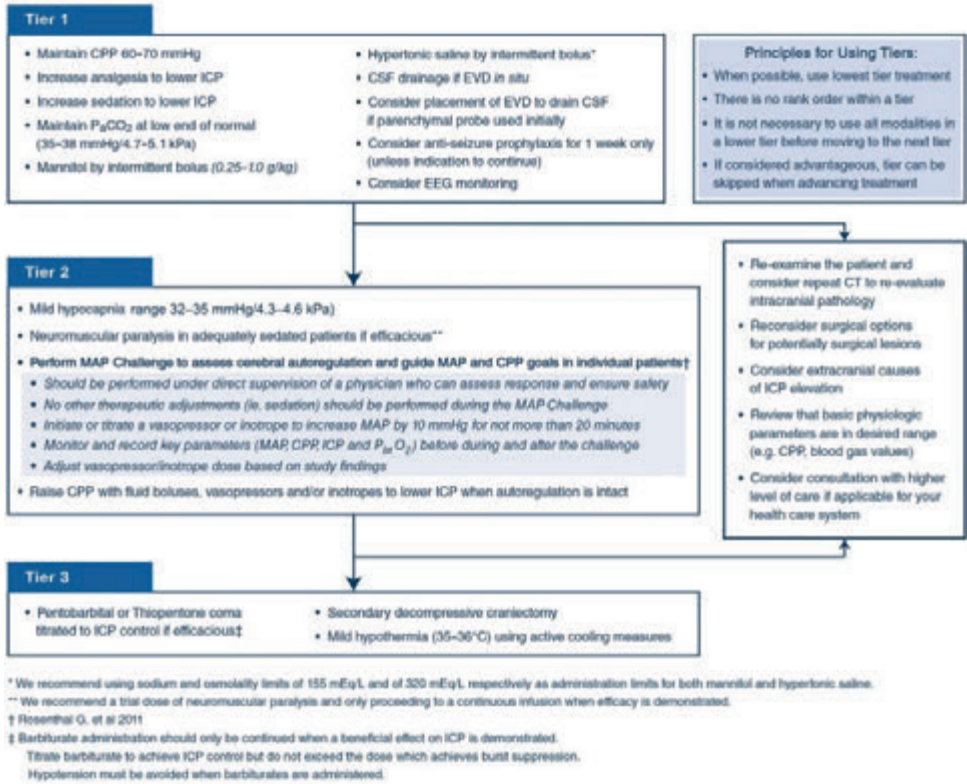 Tier 1
• Maintain CPP 60–70 mmHg
• Increase analgesia to lower ICP
• Increase sedation to lower ICP
• Maintain PaCO2 at low end of normal
(35–38 mmHg/4.7–5.1 kPa)
• Mannitol by intermittent bolus (0.25–1.0 g/kg)
• Hypertonic saline by intermittent bolus*
• CSF drainage if EVD in situ
• Consider placement of EVD to drain CSF
if parenchymal probe used initially
• Consider anti-seizure prophylaxis for 1 week only
(unless indication to continue)
• Consider EEG monitoring
Principles for Using Tiers:
• When possible, use lowest tier treatment
• There is no rank order within a tier
• It is not necessary to use all modalities in
a lower tier before moving to the next tier
• If considered advantageous, tier can be
skipped when advancing treatment
Tier 2
• Mild hypocapnia range 32–35 mmHg/4.3–4.6 kPa)
• Neuromuscular paralysis in adequately sedated patients if efficacious**
• Perform MAP Challenge to assess cerebral autoregulation and guide MAP and CPP goals in individual patients†
• Should be performed under direct supervision of a physician who can assess response and ensure safety
• No other therapeutic adjustments (ie. sedation) should be performed during the MAP Challenge
• Initiate or titrate a vasopressor or inotrope to increase MAP by 10 mmHg for not more than 20 minutes
• Monitor and record key parameters (MAP, CPP, ICP and PbtO2) before during and after the challenge
• Adjust vasopressor/inotrope dose based on study findings
• Raise CPP with fluid boluses, vasopressors and/or inotropes to lower ICP when autoregulation is intact
• Re-examine the patient and
consider repeat CT to re-evaluate
intracranial pathology
• Reconsider surgical options
for potentially surgical lesions
• Consider extracranial causes
of ICP elevation
• Review that basic physiologic
parameters are in desired range
(e.g. CPP, blood gas values)
• Consider consultation with higher
level of care if applicable for your
health care system
Tier 3
• Pentobarbital or Thiopentone coma
titrated to ICP control if efficacious‡
• Secondary decompressive craniectomy
• Mild hypothermia (35–36°C) using active cooling measures
* We recommend using sodium and osmolality limits of 155 mEq/L and of 320 mEq/L respectively as administration limits for both mannitol and hypertonic saline.
** We recommend a trial dose of neuromuscular paralysis and only proceeding to a continuous infusion when efficacy is demonstrated.
† Rosenthal G. et al 2011
‡ Barbiturate administration should only be continued when a beneficial effect on ICP is demonstrated.
Titrate barbiturate to achieve ICP control but do not exceed the dose which achieves burst suppression.
Hypotension must be avoided when barbiturates are administered.